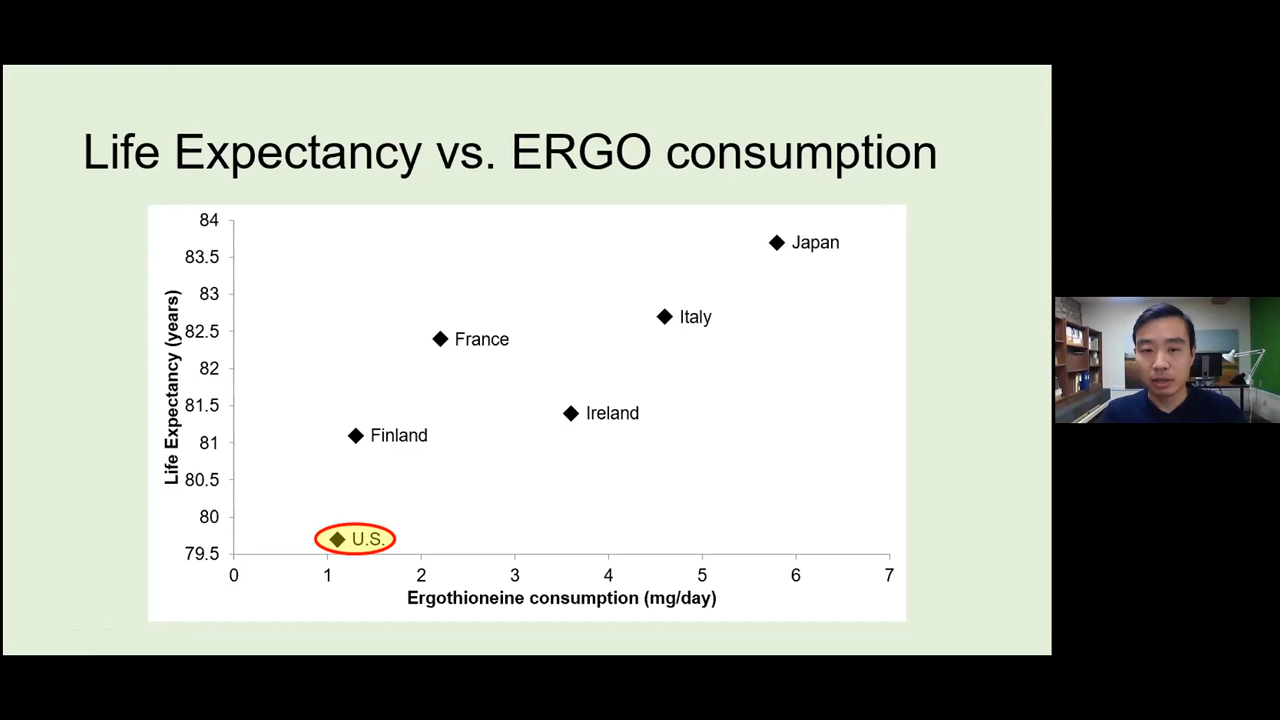 Life Expectancy vs. ERGO consumption
84
83.5
83
82.5
82
81.5
81
80.5
80
79.5
Life Expectancy (years)
Japan
Italy
France
Ireland
Finland
U.S.
0 1 2 3 4 5 6 7
Ergothioneine consumption (mg/day)